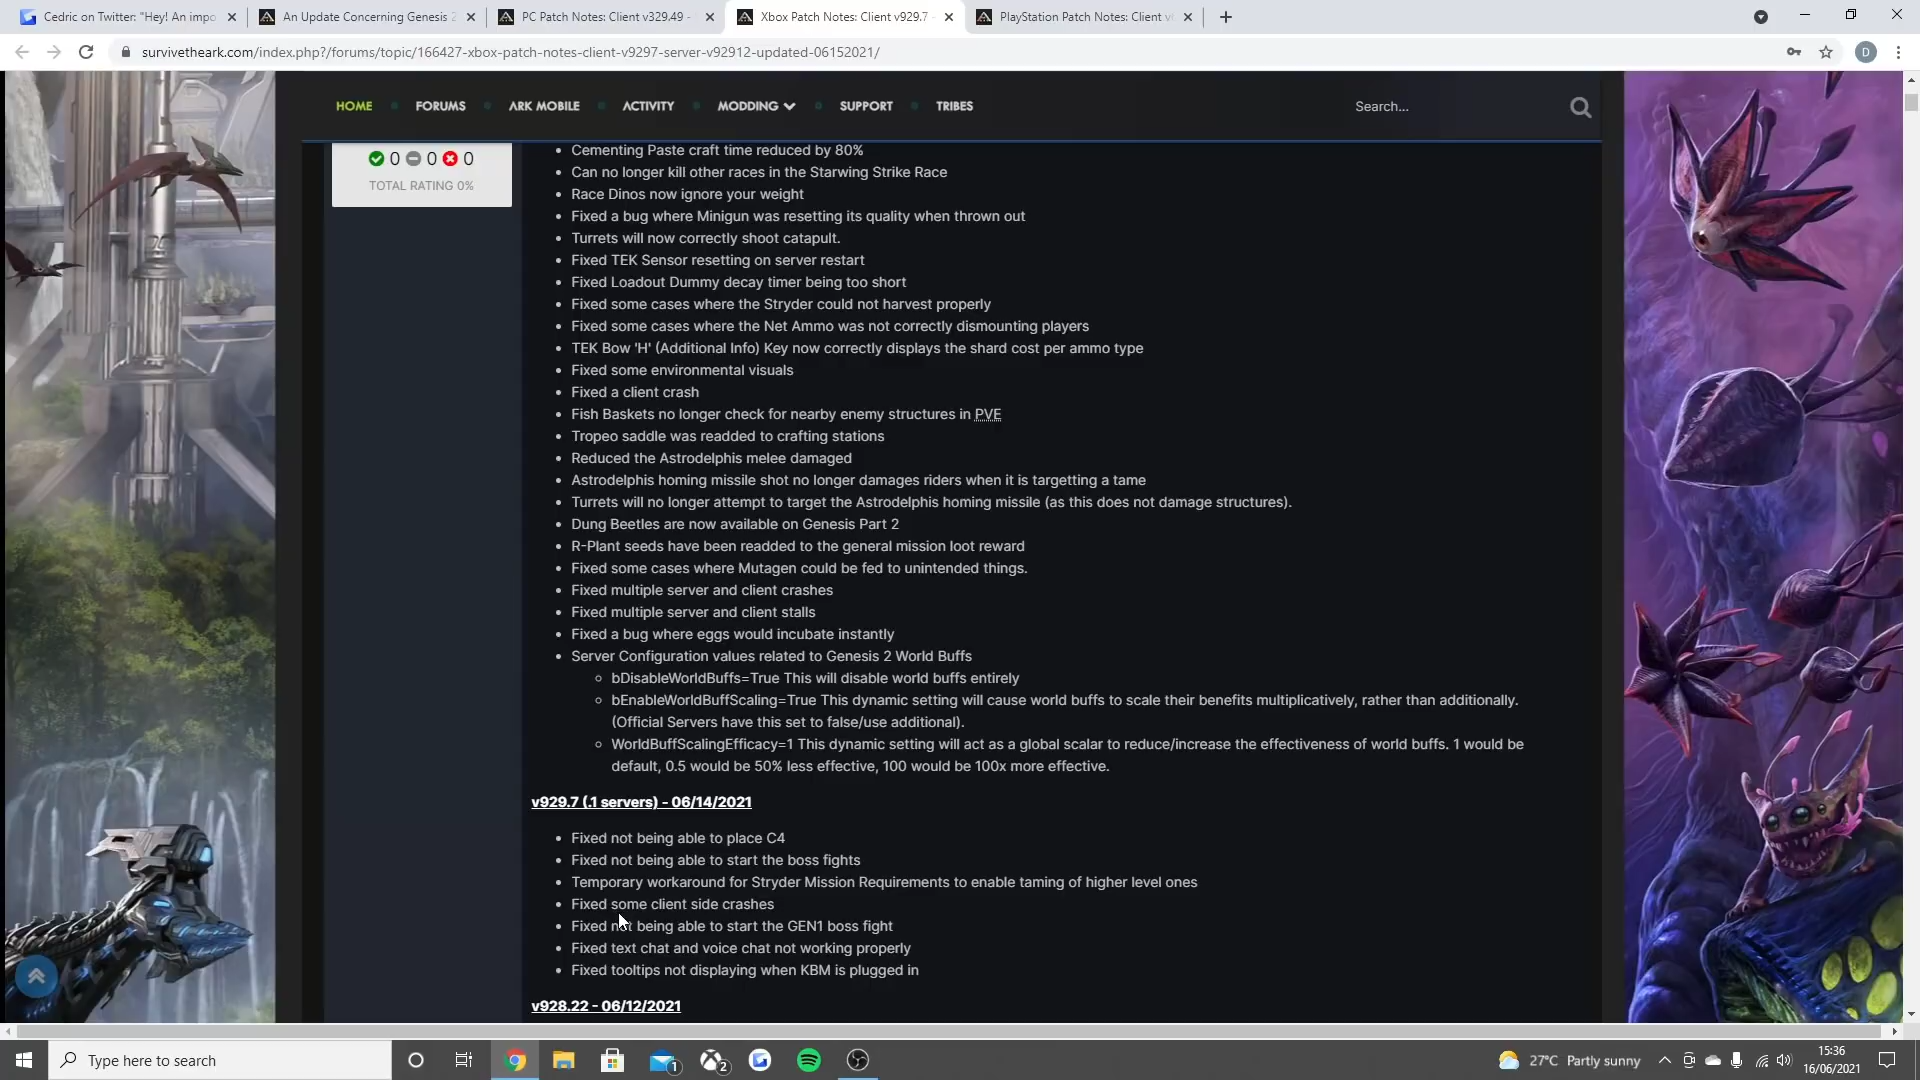 Cedric on Twitter: "Hey! An impo
An Update Concerning Genesis 2
PC Patch Notes: Client v329.49 -
Xbox Patch Notes: Client v929.7 -
PlayStation Patch Notes: Client v
survivetheark.com/index.php?/forums/topic/166427-xbox-patch-notes-client-v9297-server-v92912-updated-06152021/
D
HOME
FORUMS
ARK MOBILE
ACTIVITY
MODDING
SUPPORT
TRIBES
Search...
0 0 0
TOTAL RATING 0%
Cementing Paste craft time reduced by 80%
Can no longer kill other races in the Starwing Strike Race
Race Dinos now ignore your weight
Fixed a bug where Minigun was resetting its quality when thrown out
Turrets will now correctly shoot catapult.
Fixed TEK Sensor resetting on server restart
Fixed Loadout Dummy decay timer being too short
Fixed some cases where the Stryder could not harvest properly
Fixed some cases where the Net Ammo was not correctly dismounting players
TEK Bow 'H' (Additional Info) Key now correctly displays the shard cost per ammo type
Fixed some environmental visuals
Fixed a client crash
Fish Baskets no longer check for nearby enemy structures in PVE
Tropeo saddle was readded to crafting stations
Reduced the Astrodelphis melee damaged
Astrodelphis homing missile shot no longer damages riders when it is targetting a tame
Turrets will no longer attempt to target the Astrodelphis homing missile (as this does not damage structures).
Dung Beetles are now available on Genesis Part 2
R-Plant seeds have been readded to the general mission loot reward
Fixed some cases where Mutagen could be fed to unintended things.
Fixed multiple server and client crashes
Fixed multiple server and client stalls
Fixed a bug where eggs would incubate instantly
Server Configuration values related to Genesis 2 World Buffs
bDisableWorldBuffs=True This will disable world buffs entirely
bEnableWorldBuffScaling=True This dynamic setting will cause world buffs to scale their benefits multiplicatively, rather than additionally.
(Official Servers have this set to false/use additional).
WorldBuffScalingEfficacy=1 This dynamic setting will act as a global scalar to reduce/increase the effectiveness of world buffs. 1 would be
default, 0.5 would be 50% less effective, 100 would be 100x more effective.
v929.7 (.1 servers) - 06/14/2021
Fixed not being able to place C4
Fixed not being able to start the boss fights
Temporary workaround for Stryder Mission Requirements to enable taming of higher level ones
Fixed some client side crashes
Fixed not being able to start the GEN1 boss fight
Fixed text chat and voice chat not working properly
Fixed tooltips not displaying when KBM is plugged in
v928.22 - 06/12/2021
Type here to search
1
2
27°C Partly sunny
15:36
16/06/2021